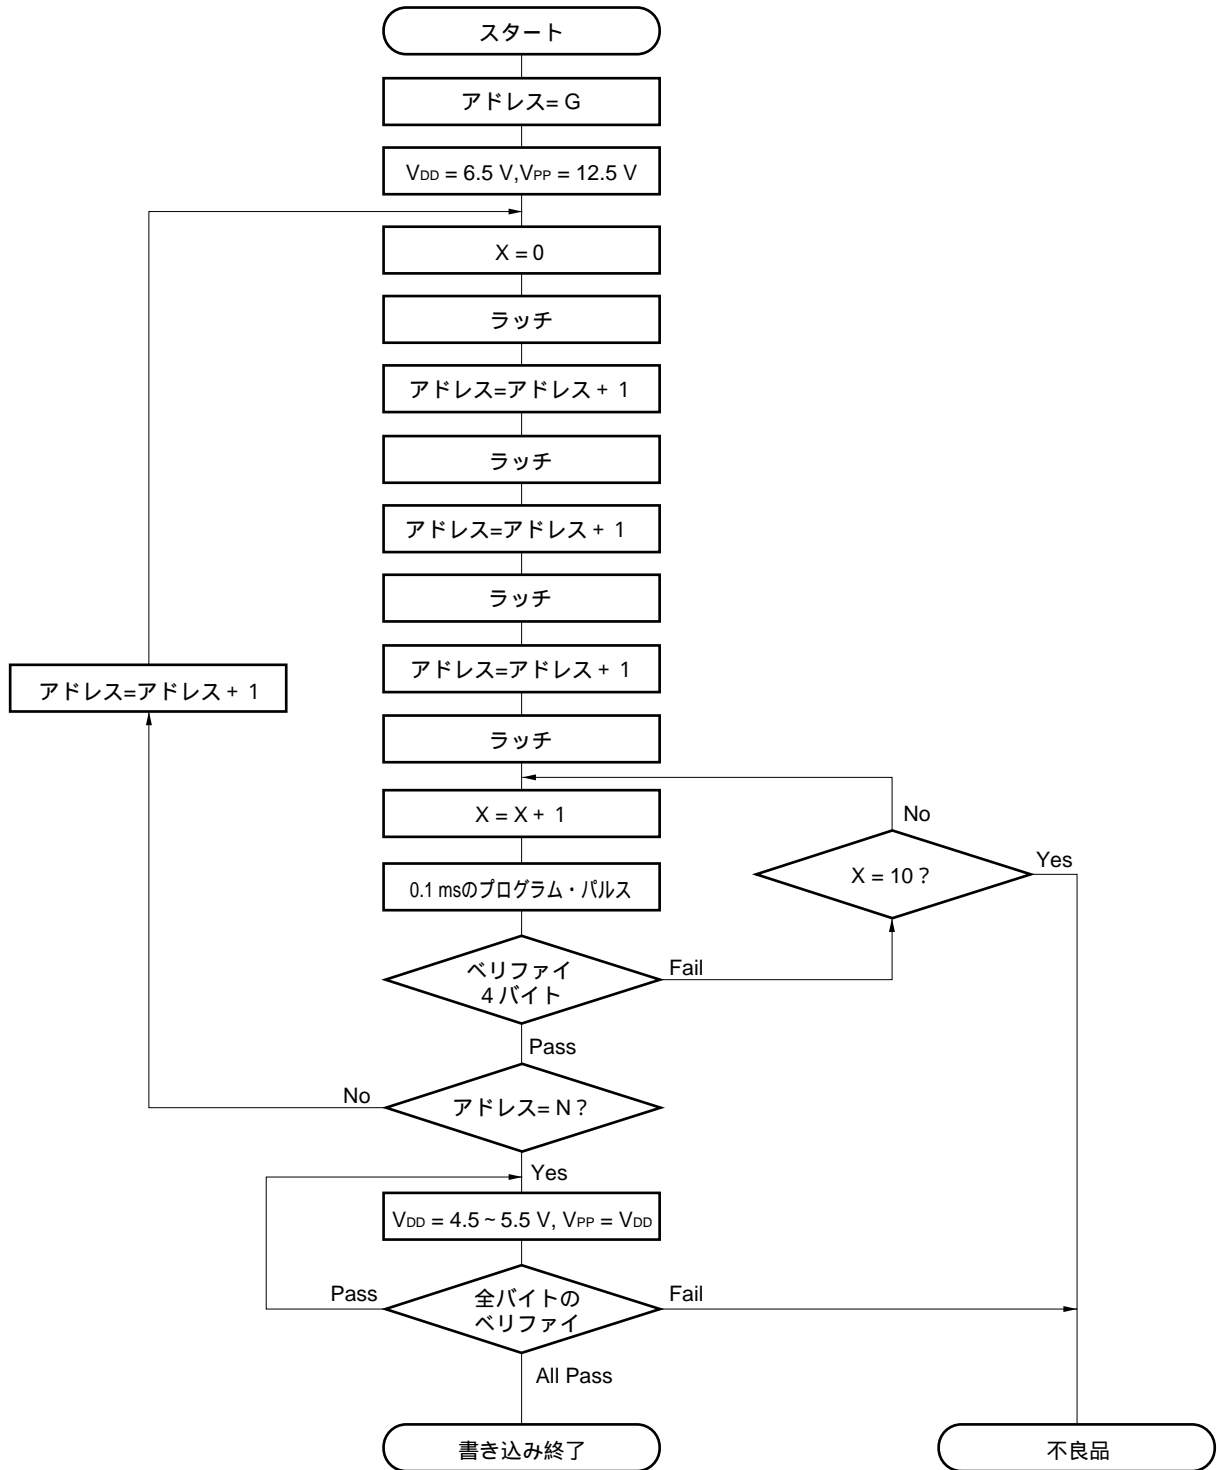 スタート
アドレス= G
VDD = 6.5 V,VPP = 12.5 V
X = 0
ラッチ
アドレス=アドレス + 1
ラッチ
アドレス=アドレス + 1
ラッチ
アドレス=アドレス + 1
アドレス=アドレス + 1
ラッチ
X = X + 1
No
X = 10 ?
Yes
0.1 msのプログラム・パルス
ベリファイ
4 バイト
Fail
Pass
No
アドレス= N ?
Yes
VDD = 4.5 ~ 5.5 V, VPP = VDD
Pass
全バイトの
ベリファイ
Fail
All Pass
書き込み終了
不良品